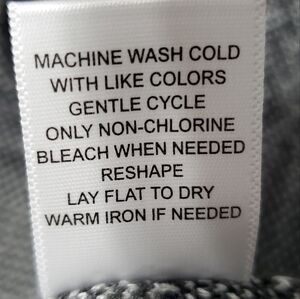 MACHINE WASH COLD
WITH LIKE COLORS
GENTLE CYCLE
ONLY NON-CHLORINE
BLEACH WHEN NEEDED
RESHAPE
LAY FLAT TO DRY
WARM IRON IF NEEDED